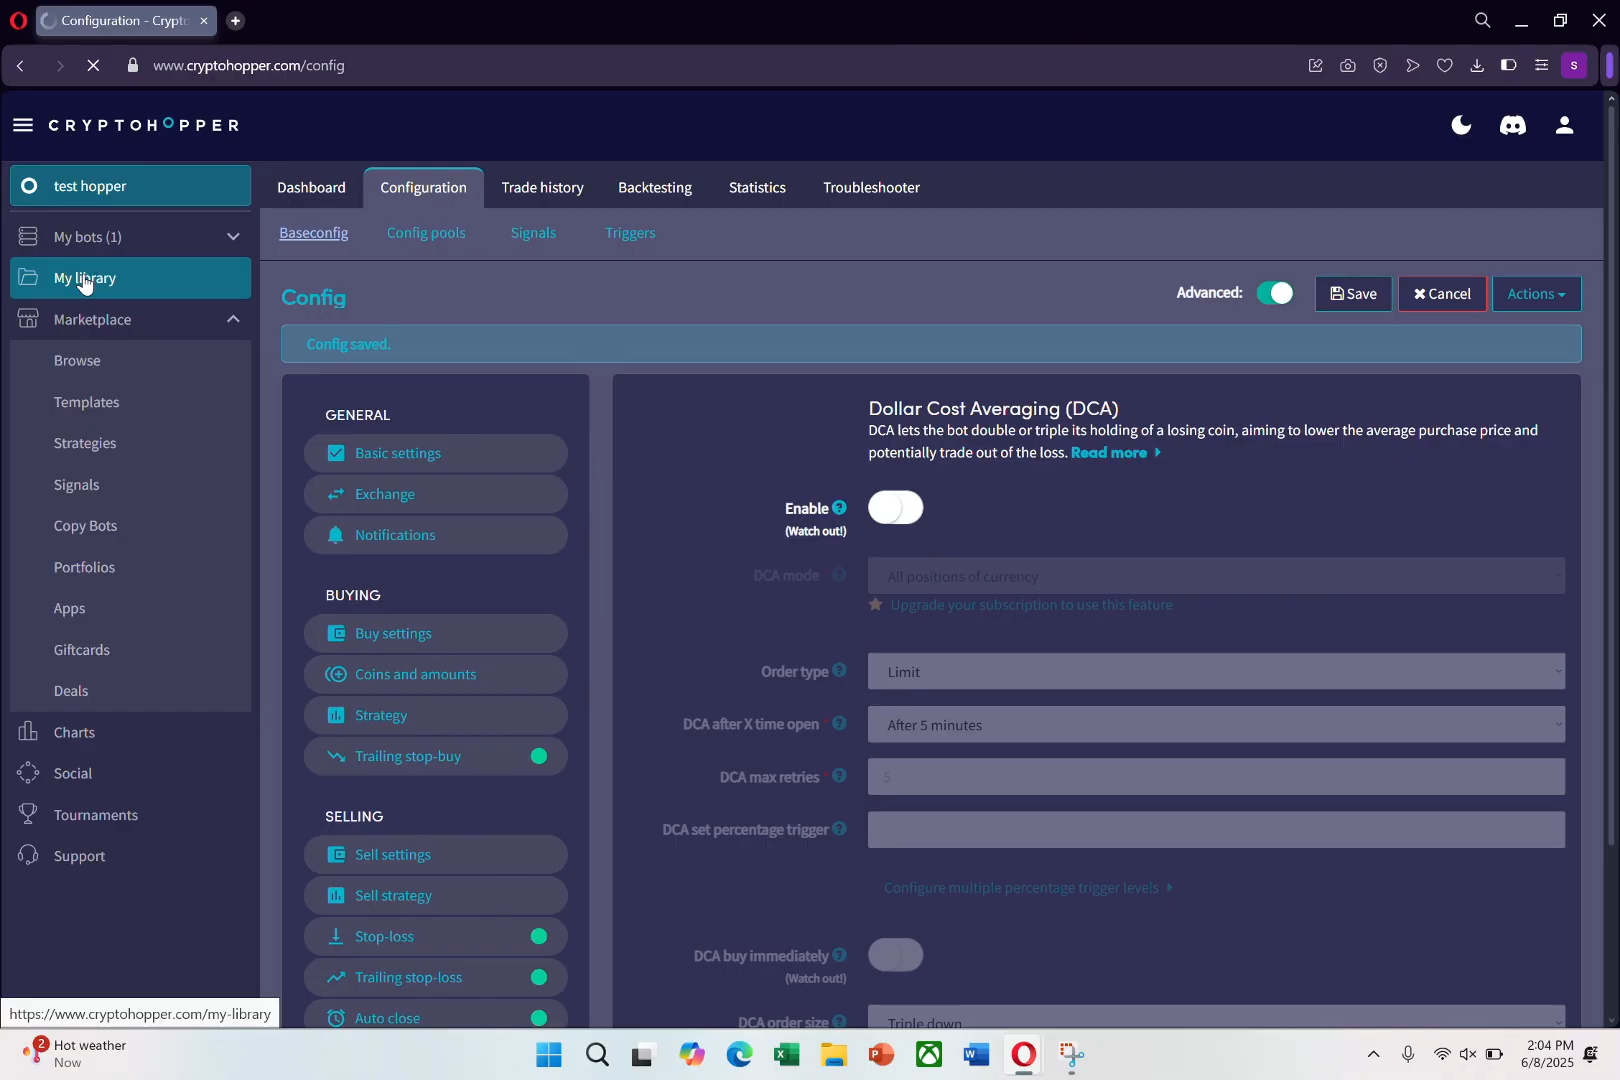 Configuration - Crypto
www.cryptohopper.com/config
S
CRYPTOHOPPER
test hopper
My bots (1)
My library
Marketplace
Browse
Templates
Strategies
Signals
Copy Bots
Portfolios
Apps
Giftcards
Deals
Charts
Social
Tournaments
Support
https://www.cryptohopper.com/my-library
Dashboard Configuration Trade history Backtesting Statistics Troubleshooter
Baseconfig Config pools Signals Triggers
Config
Advanced: Save Cancel Actions
Config saved.
GENERAL
Basic settings
Exchange
Notifications
BUYING
Buy settings
Coins and amounts
Strategy
Trailing stop-buy
SELLING
Sell settings
Sell strategy
Stop-loss
Trailing stop-loss
Auto close
Dollar Cost Averaging (DCA)
DCA lets the bot double or triple its holding of a losing coin, aiming to lower the average purchase price and
potentially trade out of the loss. Read more
Enable ?
(Watch out!)
DCA mode ? All positions of currency
Upgrade your subscription to use this feature
Order type ? Limit
DCA after X time open ? After 5 minutes
DCA max retries ? 5
DCA set percentage trigger ?
Configure multiple percentage trigger levels
DCA buy immediately ?
(Watch out!)
DCA order size ? Triple down
2 Hot weather
Now
2:04 PM
6/8/2025